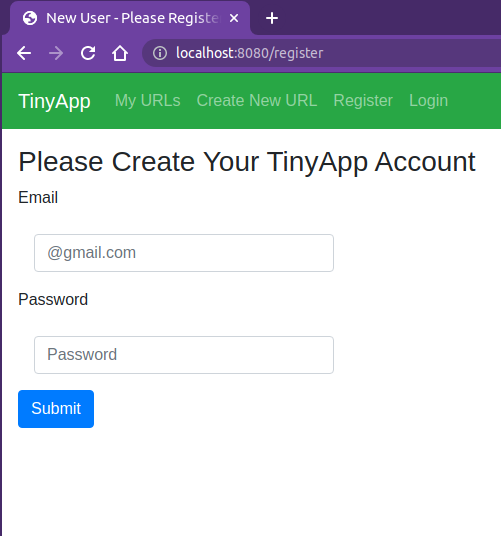 New User - Please Registe
localhost:8080/register
TinyApp My URLs Create New URL Register Login
Please Create Your TinyApp Account
Email
@gmail.com
Password
Password
Submit